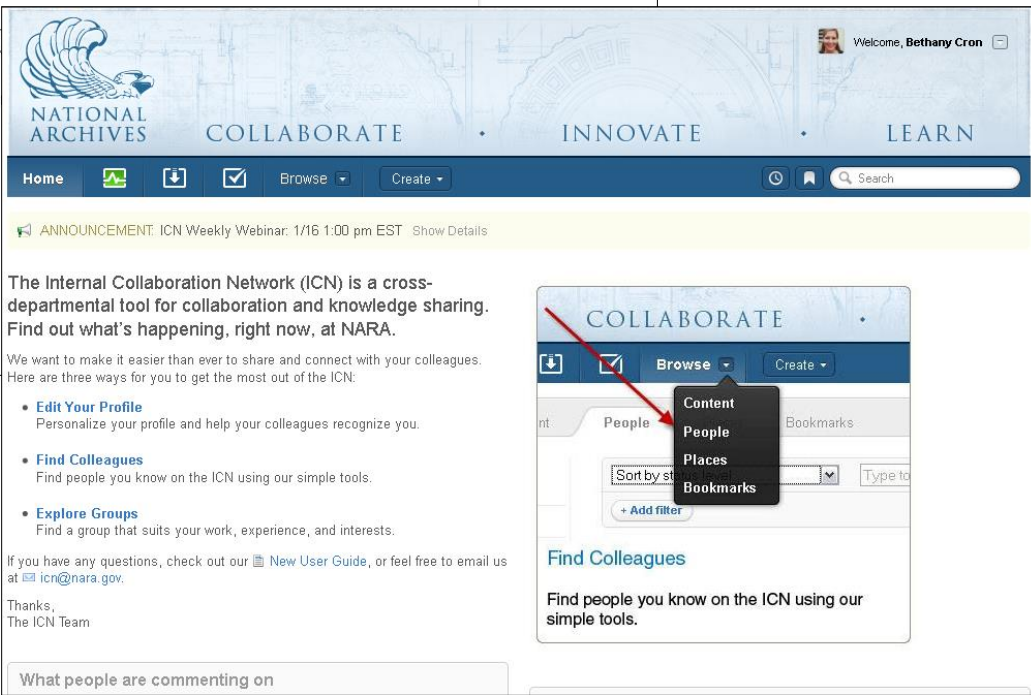 NATIONAL
ARCHIVES
COLLABORATE · INNOVATE · LEARN
Welcome, Bethany Cron
Home Browse Create
Search
ANNOUNCEMENT: ICN Weekly Webinar: 1/16 1:00 pm EST Show Details
The Internal Collaboration Network (ICN) is a cross-
departmental tool for collaboration and knowledge sharing.
Find out what's happening, right now, at NARA.
We want to make it easier than ever to share and connect with your colleagues.
Here are three ways for you to get the most out of the ICN:
• Edit Your Profile
Personalize your profile and help your colleagues recognize you.
• Find Colleagues
Find people you know on the ICN using our simple tools.
• Explore Groups
Find a group that suits your work, experience, and interests.
If you have any questions, check out our New User Guide, or feel free to email us
at icn@nara.gov.
Thanks,
The ICN Team
What people are commenting on
COLLABORATE ·
Browse Create
Content
People
Places
Bookmarks
nt People Bookmarks
Sort by status level Type to
+ Add filter
Find Colleagues
Find people you know on the ICN using our
simple tools.